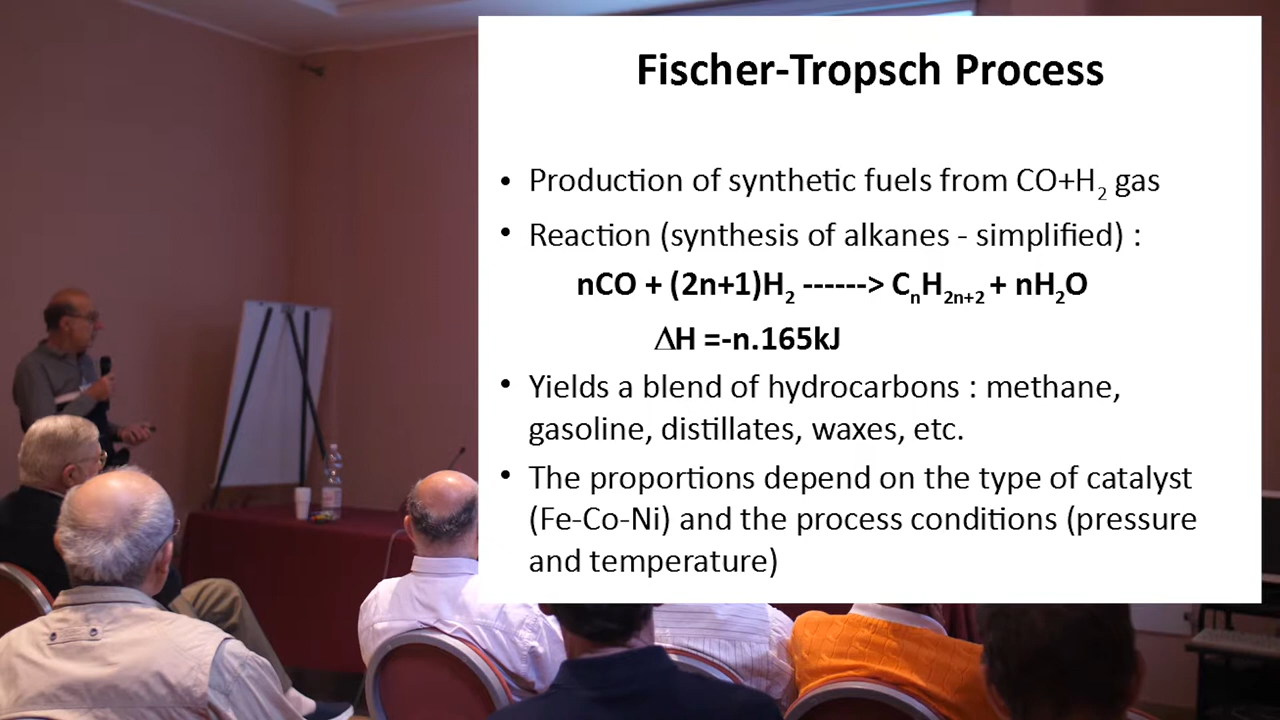 Fischer-Tropsch Process
• Production of synthetic fuels from CO+H₂ gas
• Reaction (synthesis of alkanes - simplified) :
nCO + (2n+1)H₂ ------> CₙH₂ₙ₊₂ + nH₂O
ΔH =-n.165kJ
• Yields a blend of hydrocarbons : methane,
gasoline, distillates, waxes, etc.
• The proportions depend on the type of catalyst
(Fe-Co-Ni) and the process conditions (pressure
and temperature)